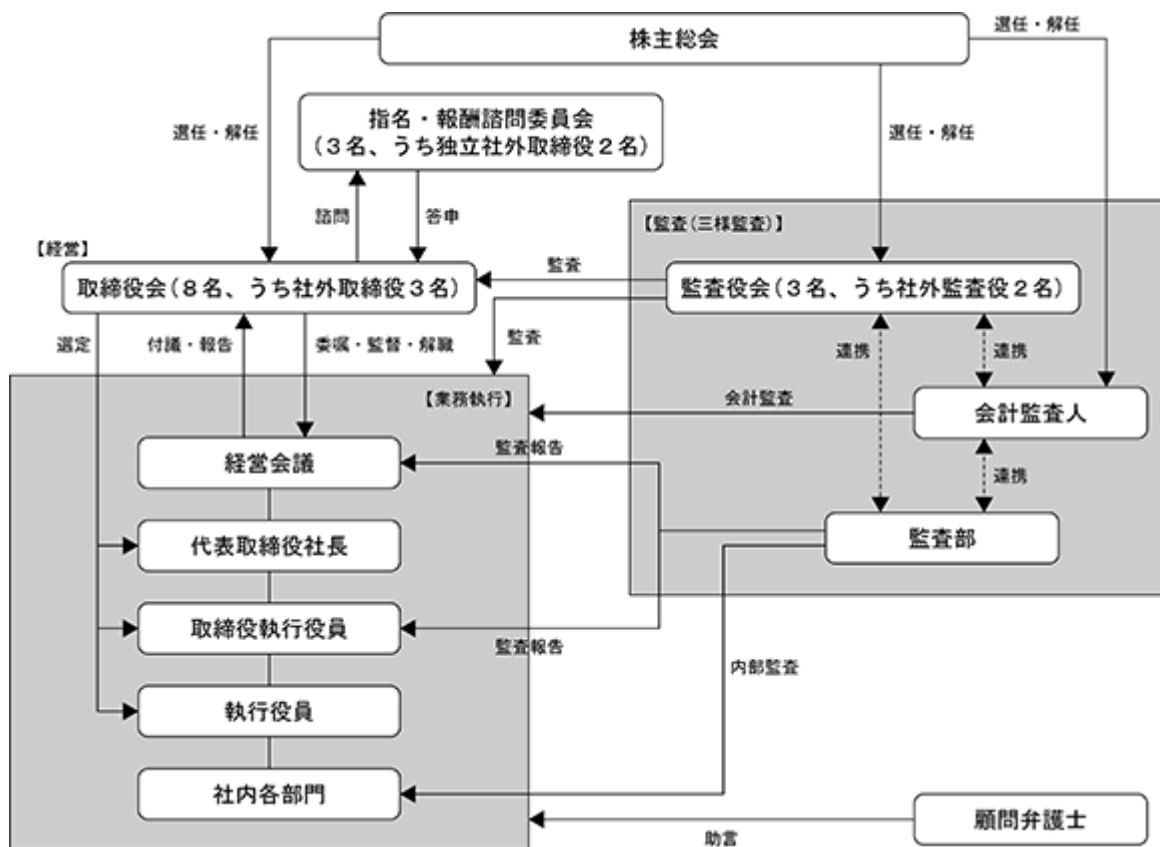 株主総会
選任・解任
選任・解任
選任・解任
指名・報酬諮問委員会
(3名、うち独立社外取締役2名)
諮問
答申
【経営】
取締役会(8名、うち社外取締役3名)
監査
【監査(三様監査)】
監査役会(3名、うち社外監査役2名)
選定
付議・報告
委嘱・監督・解職
監査
連携
連携
【業務執行】
会計監査
会計監査人
経営会議
監査報告
連携
代表取締役社長
監査部
取締役執行役員
監査報告
内部監査
執行役員
社内各部門
顧問弁護士
助言